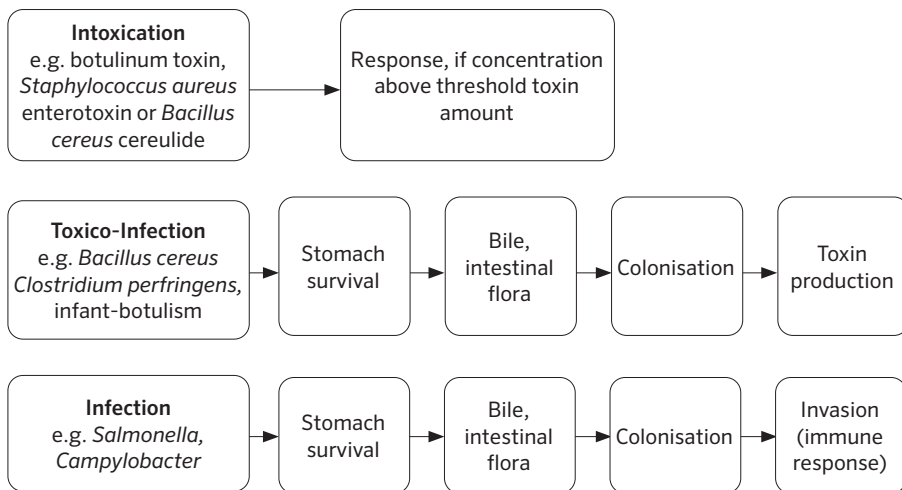 Intoxication
e.g. botulinum toxin,
Staphylococcus aureus
enterotoxin or Bacillus
cereus cereulide
Response, if concentration
above threshold toxin
amount
Toxico-Infection
e.g. Bacillus cereus
Clostridium perfringens,
infant-botulism
Stomach
survival
Bile,
intestinal
flora
Colonisation
Toxin
production
Infection
e.g. Salmonella,
Campylobacter
Stomach
survival
Bile,
intestinal
flora
Colonisation
Invasion
(immune
response)